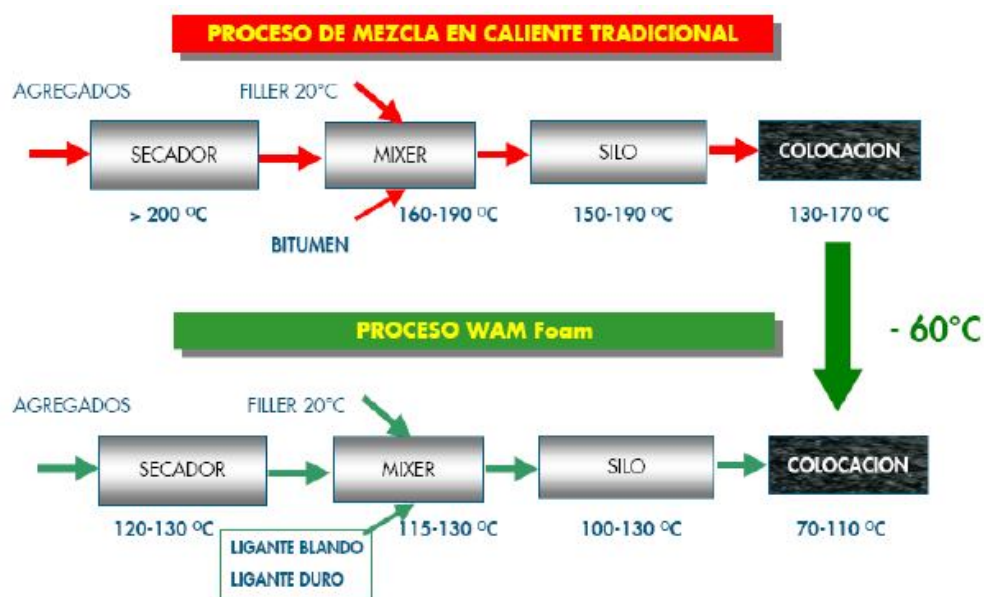 PROCESO DE MEZCLA EN CALIENTE TRADICIONAL
AGREGADOS
FILLER 20°C
SECADOR
MIXER
SILO
COLOCACION
> 200 ºC
160-190 ºC
150-190 ºC
130-170 ºC
BITUMEN
PROCESO WAM Foam
- 60°C
AGREGADOS
FILLER 20°C
SECADOR
MIXER
SILO
COLOCACION
120-130 ºC
115-130 ºC
100-130 ºC
70-110 ºC
LIGANTE BLANDO
LIGANTE DURO